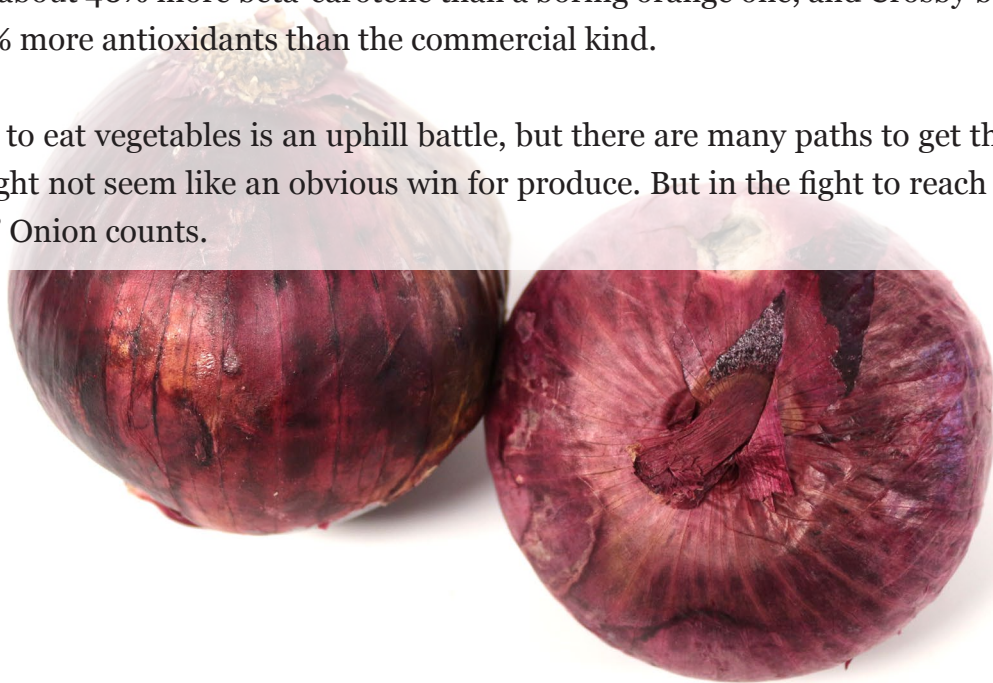 about 40% more beta-carotene than a boring orange one, and Crosby b
% more antioxidants than the commercial kind.
to eat vegetables is an uphill battle, but there are many paths to get th
ght not seem like an obvious win for produce. But in the fight to reach
Onion counts.